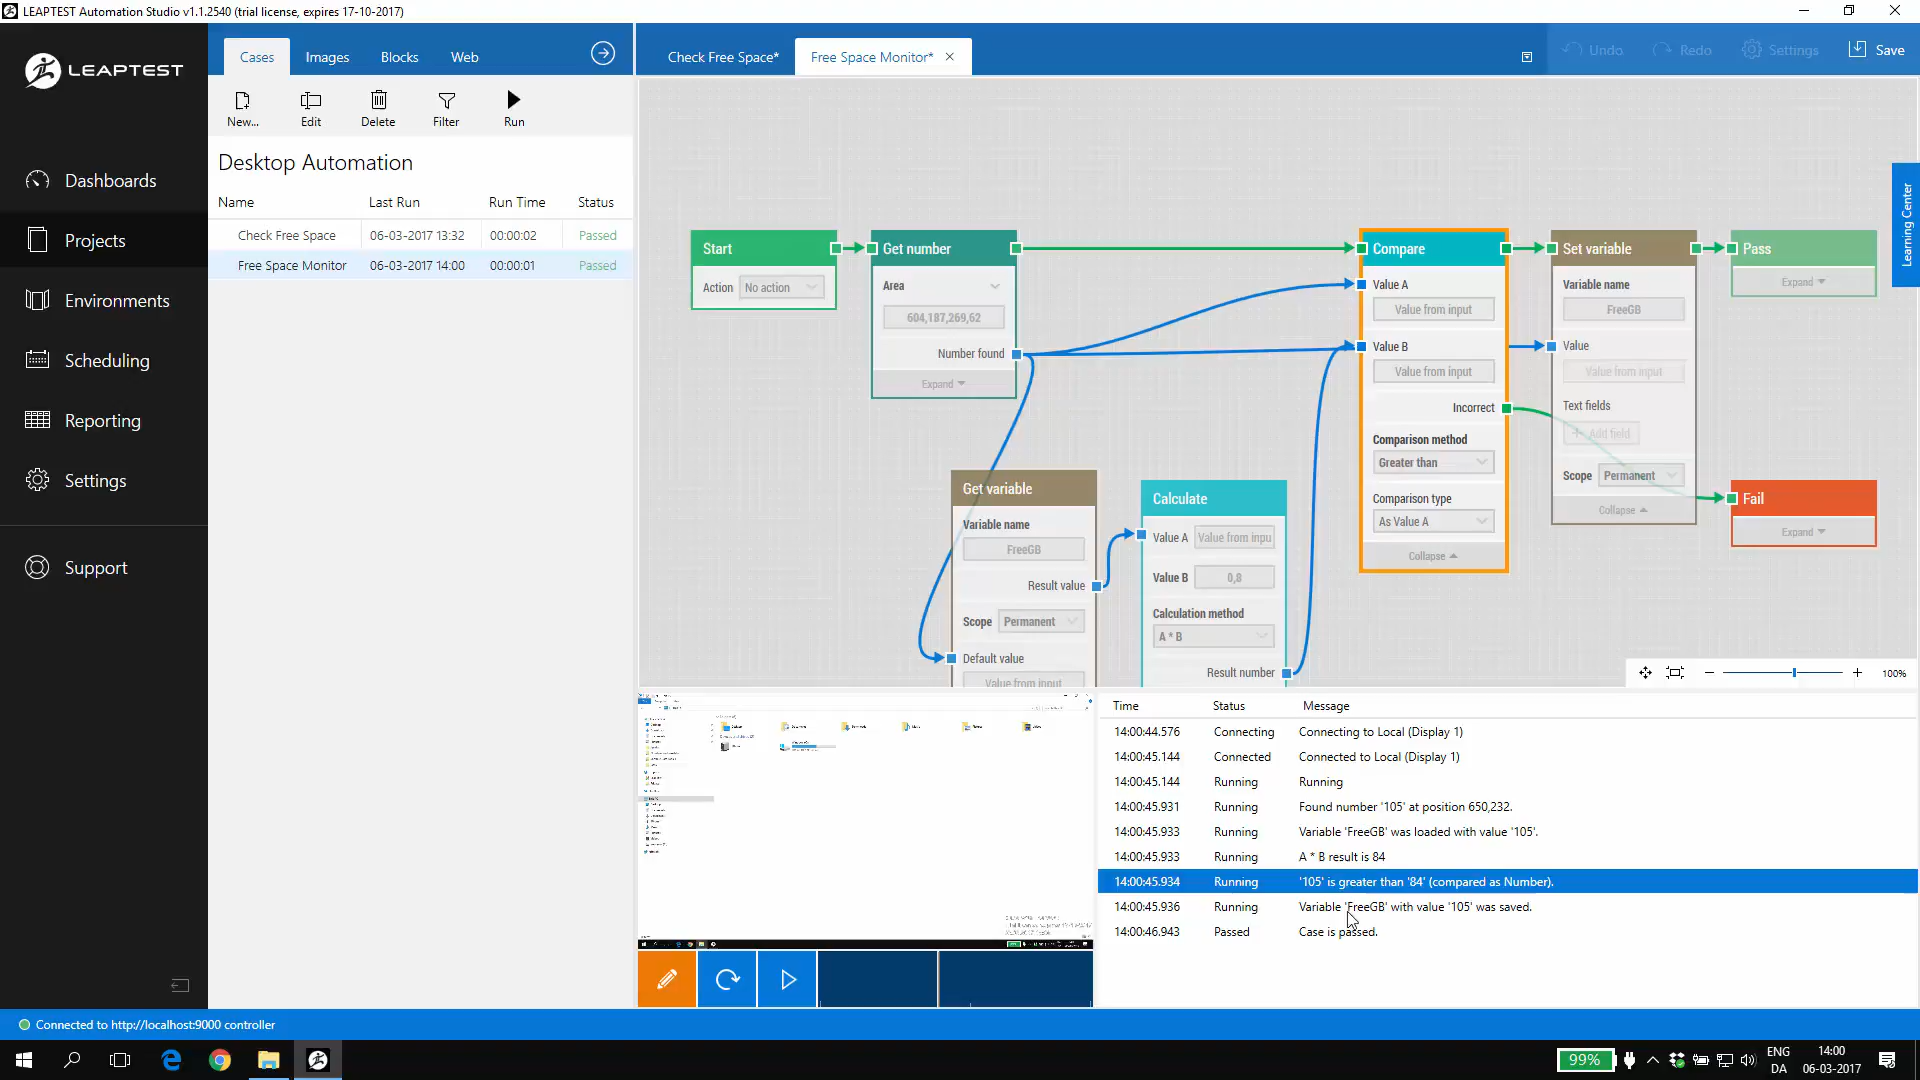 LEAPTEST Automation Studio v1.1.2540 (trial license, expires 17-10-2017)
LEAPTEST
Dashboards
Projects
Environments
Scheduling
Reporting
Settings
Support
Cases Images Blocks Web
New... Edit Delete Filter Run
Desktop Automation
Name Last Run Run Time Status
Check Free Space 06-03-2017 13:32 00:00:02 Passed
Free Space Monitor 06-03-2017 14:00 00:00:01 Passed
Check Free Space* Free Space Monitor*
Undo Redo Settings Save
Learning Center
Start
Action No action
Get number
Area
604,187,269,62
Number found
Expand
Get variable
Variable name
FreeGB
Result value
Scope Permanent
Default value
Value from input
Calculate
Value A Value from inpu
Value B 0,8
Calculation method
A * B
Result number
Compare
Value A
Value from input
Value B
Value from input
Incorrect
Comparison method
Greater than
Comparison type
As Value A
Collapse
Set variable
Variable name
FreeGB
Value
Value from input
Text fields
+ Add field
Scope Permanent
Collapse
Pass
Expand
Fail
Expand
100%
Time Status Message
14:00:44.576 Connecting Connecting to Local (Display 1)
14:00:45.144 Connected Connected to Local (Display 1)
14:00:45.144 Running Running
14:00:45.931 Running Found number '105' at position 650,232.
14:00:45.933 Running Variable 'FreeGB' was loaded with value '105'.
14:00:45.933 Running A * B result is 84
14:00:45.934 Running '105' is greater than '84' (compared as Number).
14:00:45.936 Running Variable 'FreeGB' with value '105' was saved.
14:00:46.943 Passed Case is passed.
Connected to http://localhost:9000 controller
99%
ENG
DA
14:00
06-03-2017